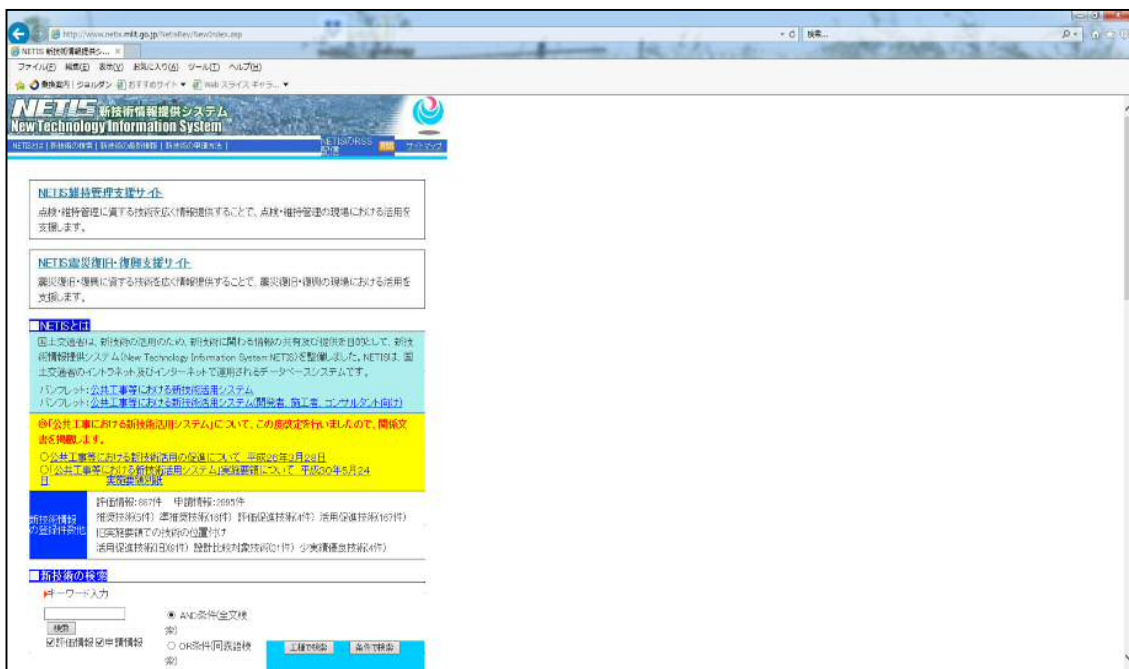 http://www.netis.mlit.go.jp/NetisRev/NewIndex.asp
検索...
NETIS 新技術情報提供シ...
ファイル(F) 編集(E) 表示(V) お気に入り(A) ツール(T) ヘルプ(H)
乗換案内｜ジョルダン おすすめサイト Web スライス ギャラ...
NETIS 新技術情報提供システム
New Technology Information System
NETISとは｜新技術の検索｜新技術の最新情報｜新技術の申請方法｜ NETISのRSS配信 サイトマップ
NETIS維持管理支援サイト
点検・維持管理に資する技術を広く情報提供することで、点検・維持管理の現場における活用を
支援します。
NETIS震災復旧・復興支援サイト
震災復旧・復興に資する技術を広く情報提供することで、震災復旧・復興の現場における活用を
支援します。
□NETISとは
国土交通省は、新技術の活用のため、新技術に関わる情報の共有及び提供を目的として、新技
術情報提供システム(New Technology Information System:NETIS)を整備しました。NETISは、国
土交通省のイントラネット及びインターネットで運用されるデータベースシステムです。
パンフレット:公共工事等における新技術活用システム
パンフレット:公共工事等における新技術活用システム(開発者、施工者、コンサルタント向け)
◎「公共工事における新技術活用システム」について、この度改定を行いましたので、関係文
書を掲載します。
○公共工事等における新技術活用の促進について 平成26年3月28日
○「公共工事等における新技術活用システム」実施要領について 平成30年5月24
日 実施要領別紙
新技術情報
の登録件数他
評価情報:867件 申請情報:2695件
推奨技術(5件) 準推奨技術(18件) 評価促進技術(4件) 活用促進技術(167件)
旧実施要領での技術の位置付け
活用促進技術(旧)(9件) 設計比較対象技術(21件) 少実績優良技術(4件)
□新技術の検索
キーワード入力
AND条件(全文検
索)
検索
評価情報 申請情報
OR条件(同義語検
索)
工種で検索 条件で検索